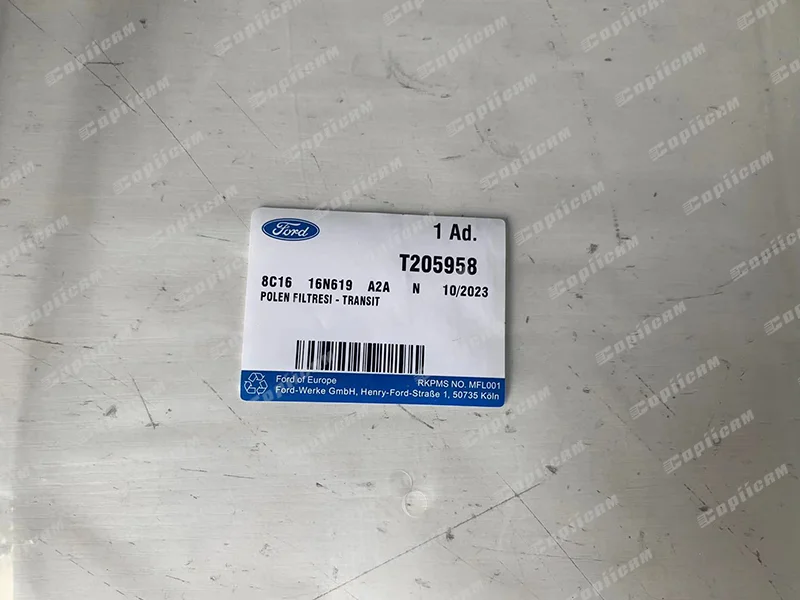 Ford
1 Ad.
T205958
8C16 16N619 A2A N 10/2023
POLEN FILTRESI - TRANSIT
Ford of Europe RKPMS NO. MFL001
Ford-Werke GmbH, Henry-Ford-Straße 1, 50735 Köln
CopiicAM